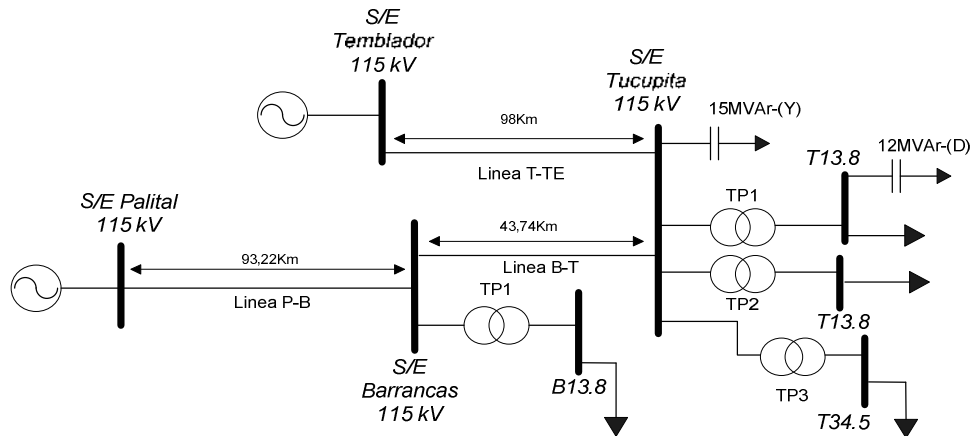 S/E
Temblador
115 kV
S/E
Tucupita
115 kV
15MVAr-(Y)
12MVAr-(D)
98Km
T13.8
Linea T-TE
S/E Palital
115 kV
TP1
43,74Km
93,22Km
Linea B-T
Linea P-B
TP1
TP2
T13.8
S/E
Barrancas
115 kV
B13.8
TP3
T34.5